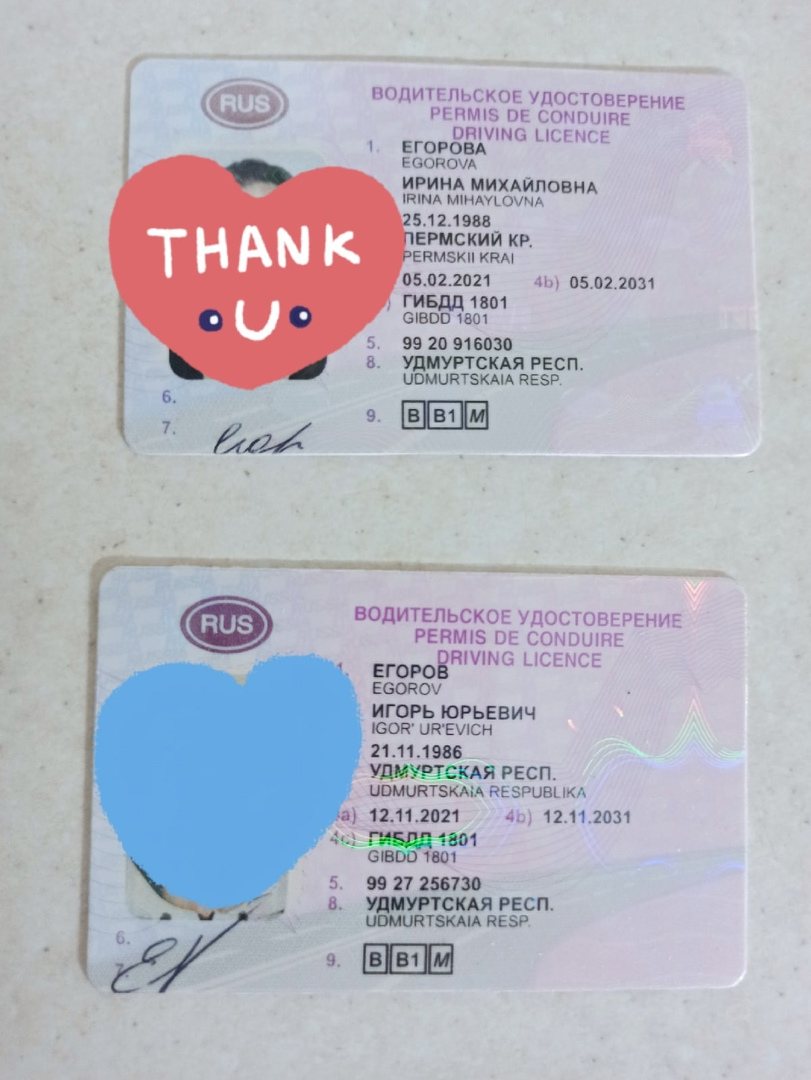 RUS
ВОДИТЕЛЬСКОЕ УДОСТОВЕРЕНИЕ
PERMIS DE CONDUIRE
DRIVING LICENCE
1. ЕГОРОВА
EGOROVA
ИРИНА МИХАЙЛОВНА
IRINA MIHAYLOVNA
25.12.1988
ПЕРМСКИЙ КР.
PERMSKII KRAI
05.02.2021 4b) 05.02.2031
) ГИБДД 1801
GIBDD 1801
5. 99 20 916030
8. УДМУРТСКАЯ РЕСП.
UDMURTSKAIA RESP.
6.
7.
9. B B1 M
THANK
U
RUS
ВОДИТЕЛЬСКОЕ УДОСТОВЕРЕНИЕ
PERMIS DE CONDUIRE
DRIVING LICENCE
1. ЕГОРОВ
EGOROV
ИГОРЬ ЮРЬЕВИЧ
IGOR' UR'EVICH
21.11.1986
УДМУРТСКАЯ РЕСП.
UDMURTSKAIA RESPUBLIKA
a) 12.11.2021 4b) 12.11.2031
4c) ГИБДД 1801
GIBDD 1801
5. 99 27 256730
8. УДМУРТСКАЯ РЕСП.
UDMURTSKAIA RESP.
6.
7.
9. B B1 M